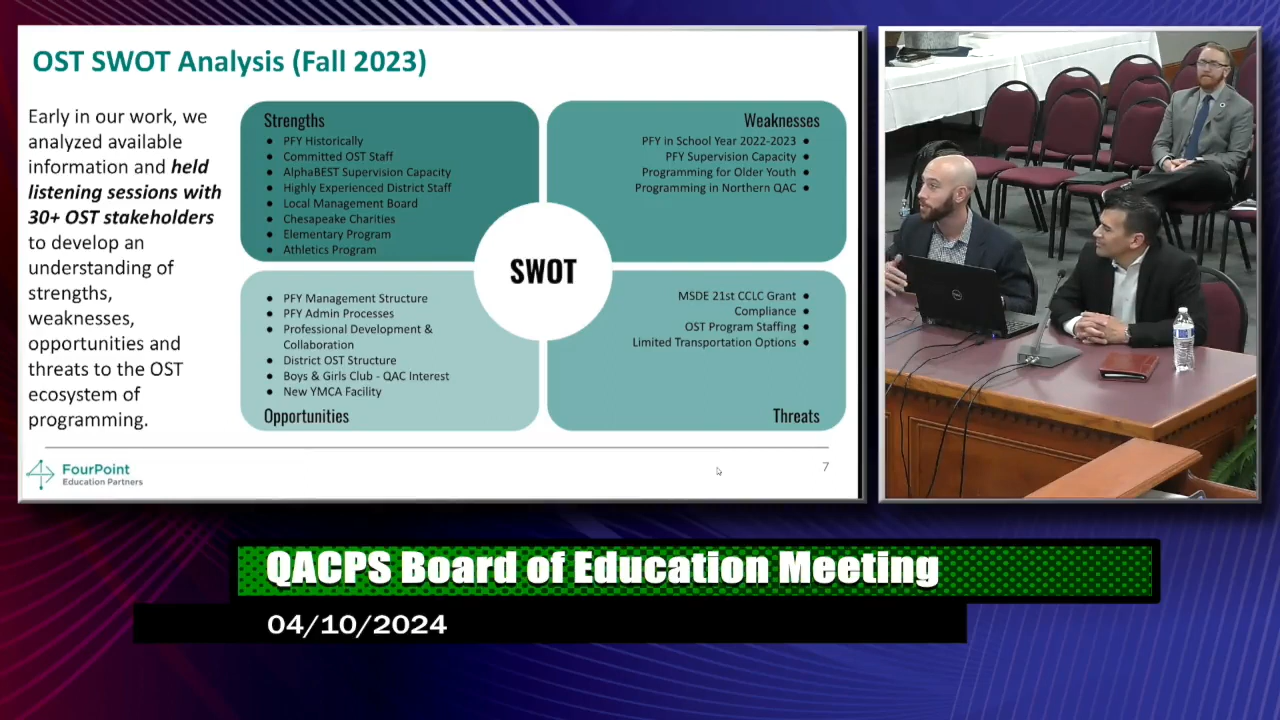 OST SWOT Analysis (Fall 2023)
Early in our work, we
analyzed available
information and held
listening sessions with
30+ OST stakeholders
to develop an
understanding of
strengths,
weaknesses,
opportunities and
threats to the OST
ecosystem of
programming.
Strengths
● PFY Historically
● Committed OST Staff
● AlphaBEST Supervision Capacity
● Highly Experienced District Staff
● Local Management Board
● Chesapeake Charities
● Elementary Program
● Athletics Program
Weaknesses
PFY in School Year 2022-2023 ●
PFY Supervision Capacity ●
Programming for Older Youth ●
Programming in Northern QAC ●
SWOT
● PFY Management Structure
● PFY Admin Processes
● Professional Development &
Collaboration
● District OST Structure
● Boys & Girls Club - QAC Interest
● New YMCA Facility
Opportunities
MSDE 21st CCLC Grant ●
Compliance ●
OST Program Staffing ●
Limited Transportation Options ●
Threats
FourPoint
Education Partners
7
QACPS Board of Education Meeting
04/10/2024